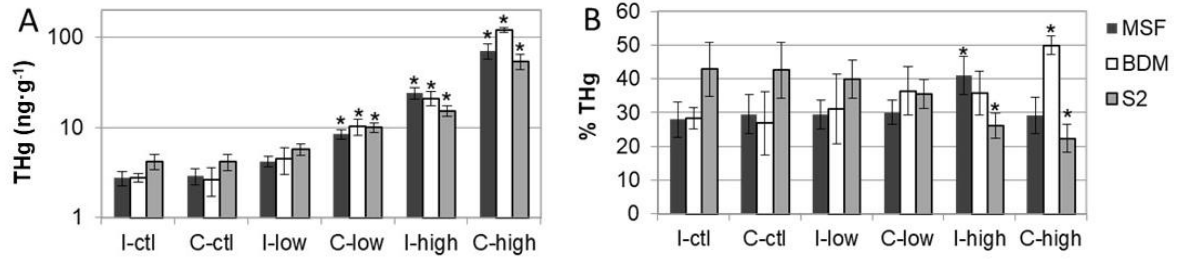 A
THg (ng·g-1)
100
10
1
* * * * * * * * *
I-ctl C-ctl I-low C-low I-high C-high
B
% THg
60
50
40
30
20
10
0
* * * *
I-ctl C-ctl I-low C-low I-high C-high
MSF
BDM
S2